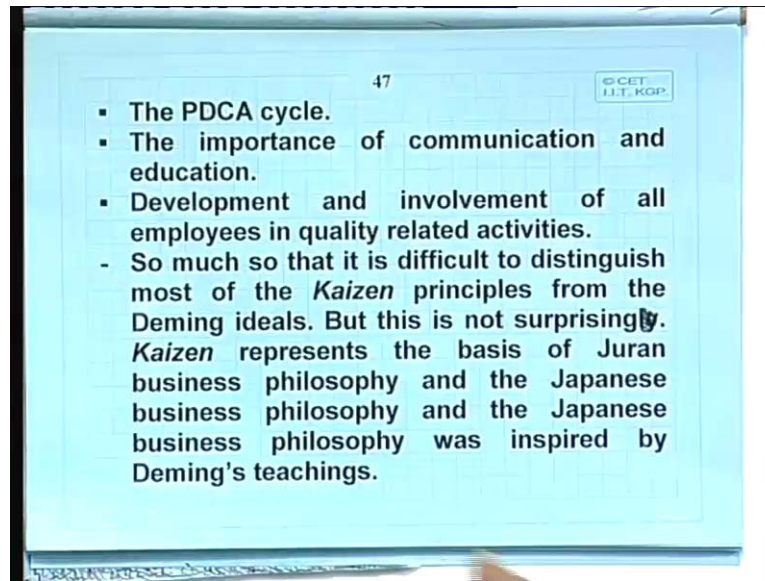 47
© CET
I.I.T. KGP
▪ The PDCA cycle.
▪ The importance of communication and
education.
▪ Development and involvement of all
employees in quality related activities.
- So much so that it is difficult to distinguish
most of the Kaizen principles from the
Deming ideals. But this is not surprisingly.
Kaizen represents the basis of Juran
business philosophy and the Japanese
business philosophy and the Japanese
business philosophy was inspired by
Deming's teachings.